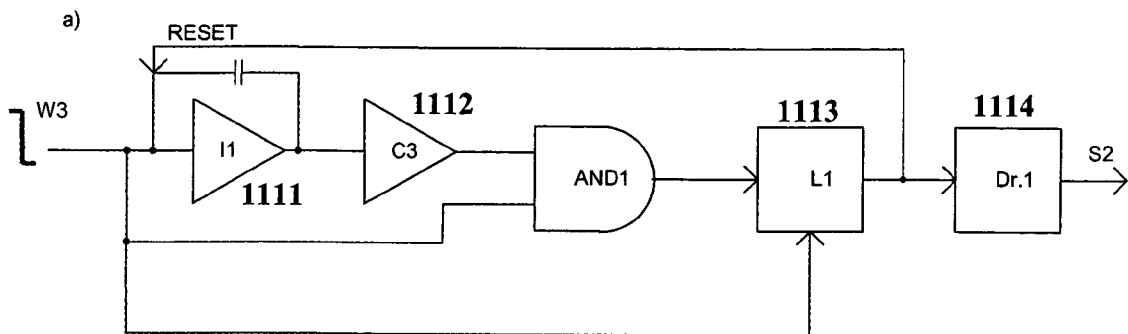 a)
RESET
W3
I1
1111
C3
1112
AND1
1113
L1
1114
Dr.1
S2